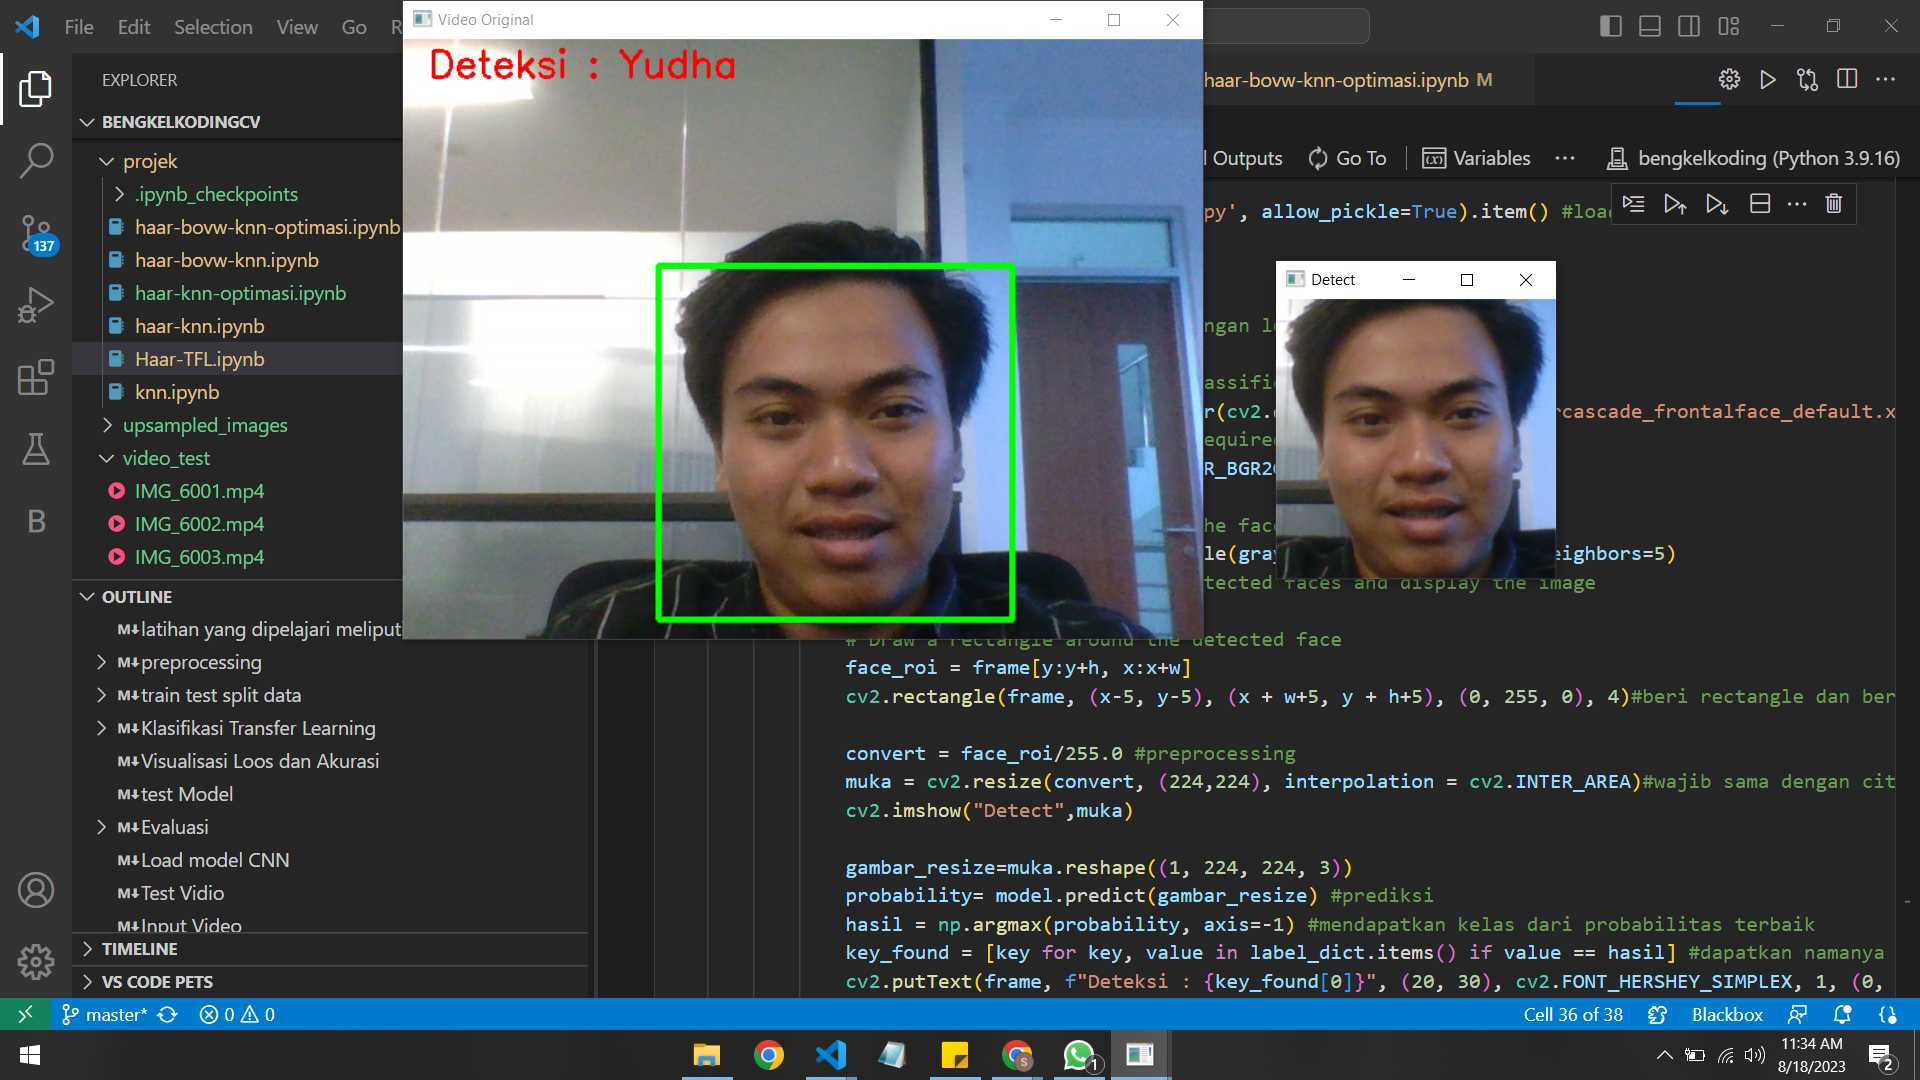 File Edit Selection View Go R
Video Original
Deteksi : Yudha
EXPLORER
haar-bovw-knn-optimasi.ipynb M
BENGKELKODINGCV
projek
.ipynb_checkpoints
haar-bovw-knn-optimasi.ipynb
haar-bovw-knn.ipynb
haar-knn-optimasi.ipynb
haar-knn.ipynb
Haar-TFL.ipynb
knn.ipynb
upsampled_images
video_test
IMG_6001.mp4
IMG_6002.mp4
IMG_6003.mp4
137
B
OUTLINE
M↓latihan yang dipelajari meliput
M↓preprocessing
M↓train test split data
M↓Klasifikasi Transfer Learning
M↓Visualisasi Loos dan Akurasi
M↓test Model
M↓Evaluasi
M↓Load model CNN
M↓Test Vidio
M↓Input Video
TIMELINE
VS CODE PETS
l Outputs Go To Variables ··· bengkelkoding (Python 3.9.16)
py', allow_pickle=True).item() #loa
Detect
ngan l
assifi
r(cv2. rcascade_frontalface_default.x
equired
R_BGR2G
he fac
le(gray eighbors=5)
tected faces and display the image
# Draw a rectangle around the detected face
face_roi = frame[y:y+h, x:x+w]
cv2.rectangle(frame, (x-5, y-5), (x + w+5, y + h+5), (0, 255, 0), 4)#beri rectangle dan ber
convert = face_roi/255.0 #preprocessing
muka = cv2.resize(convert, (224,224), interpolation = cv2.INTER_AREA)#wajib sama dengan cit
cv2.imshow("Detect",muka)
gambar_resize=muka.reshape((1, 224, 224, 3))
probability= model.predict(gambar_resize) #prediksi
hasil = np.argmax(probability, axis=-1) #mendapatkan kelas dari probabilitas terbaik
key_found = [key for key, value in label_dict.items() if value == hasil] #dapatkan namanya
cv2.putText(frame, f"Deteksi : {key_found[0]}", (20, 30), cv2.FONT_HERSHEY_SIMPLEX, 1, (0,
master* 0 0 Cell 36 of 38 Blackbox
1
11:34 AM
8/18/2023
2